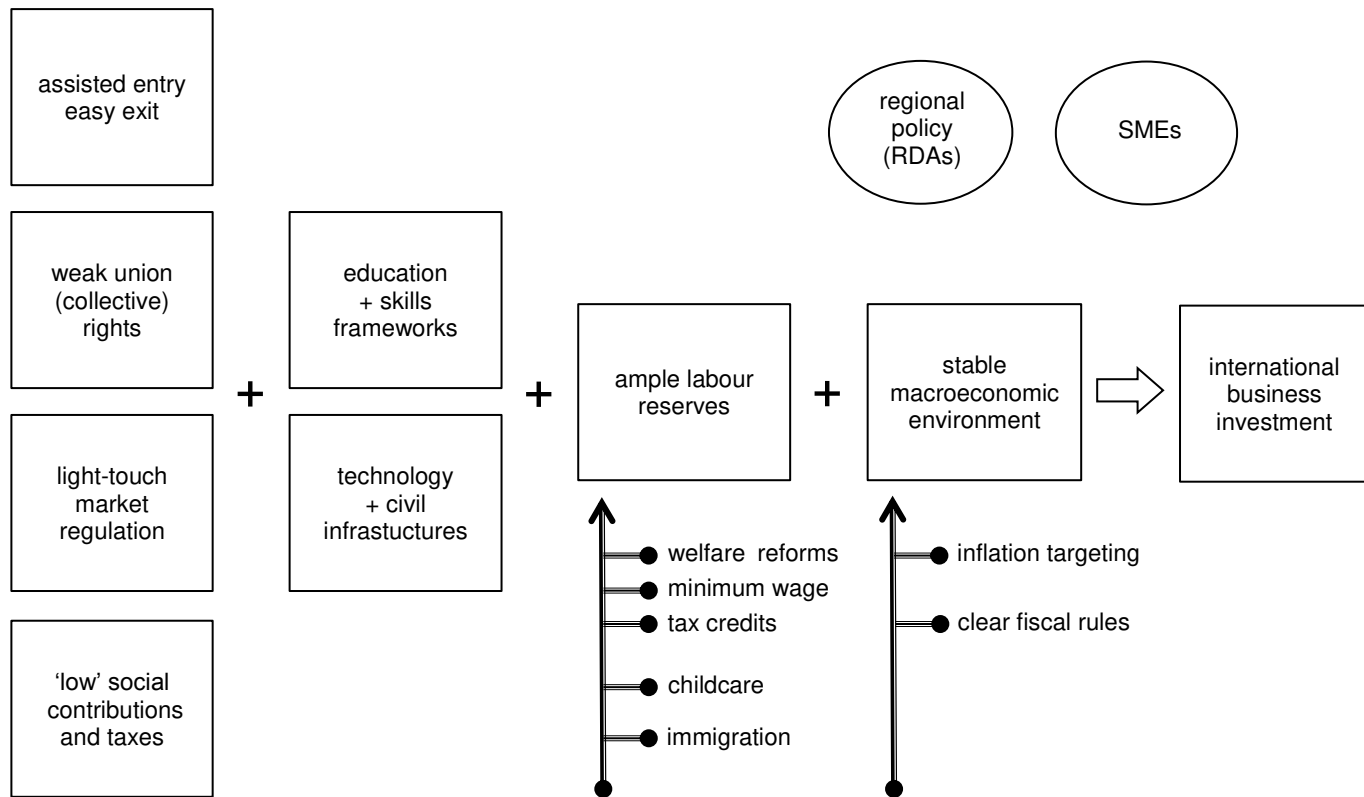 assisted entry
easy exit
regional
policy
(RDAs)
SMEs
weak union
(collective)
rights
education
+ skills
frameworks
+
+
ample labour
reserves
+
stable
macroeconomic
environment
international
business
investment
light-touch
market
regulation
technology
+ civil
infrastuctures
welfare reforms
minimum wage
tax credits
childcare
immigration
inflation targeting
clear fiscal rules
‘low’ social
contributions
and taxes